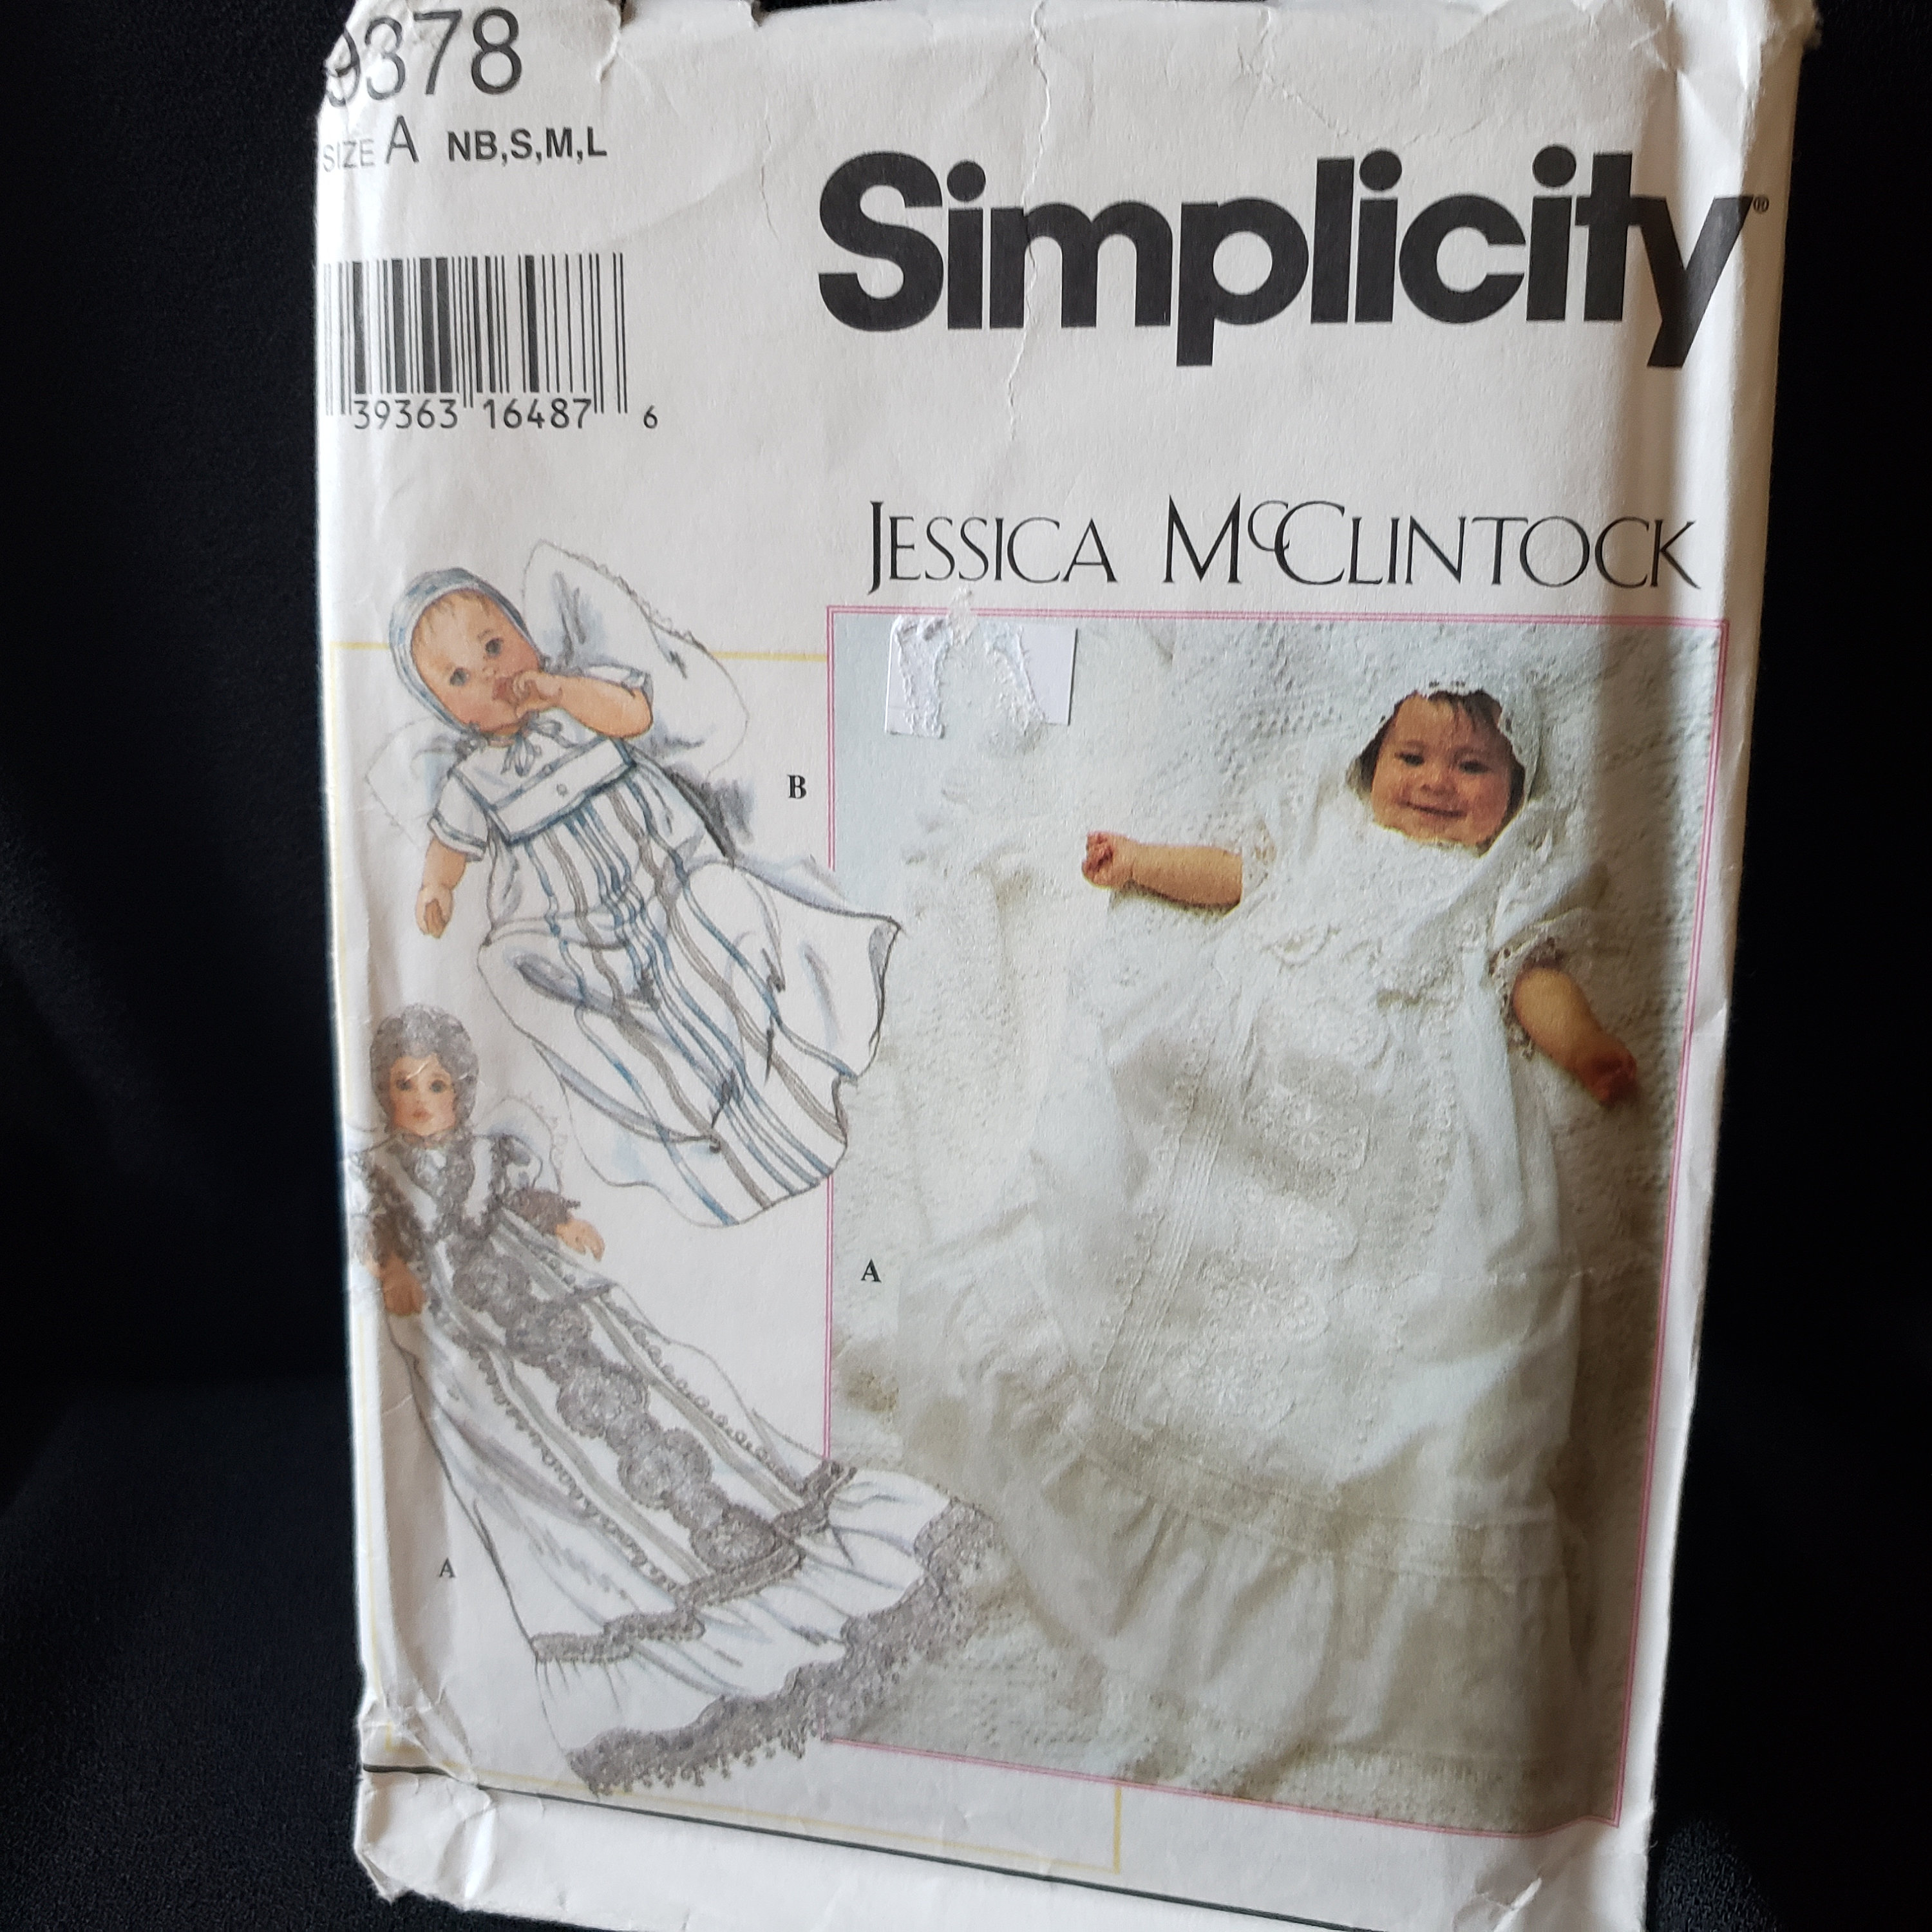 9378
SIZE A NB,S,M,L
Simplicity®
39363 16487 6
JESSICA McCLINTOCK
B
A
A